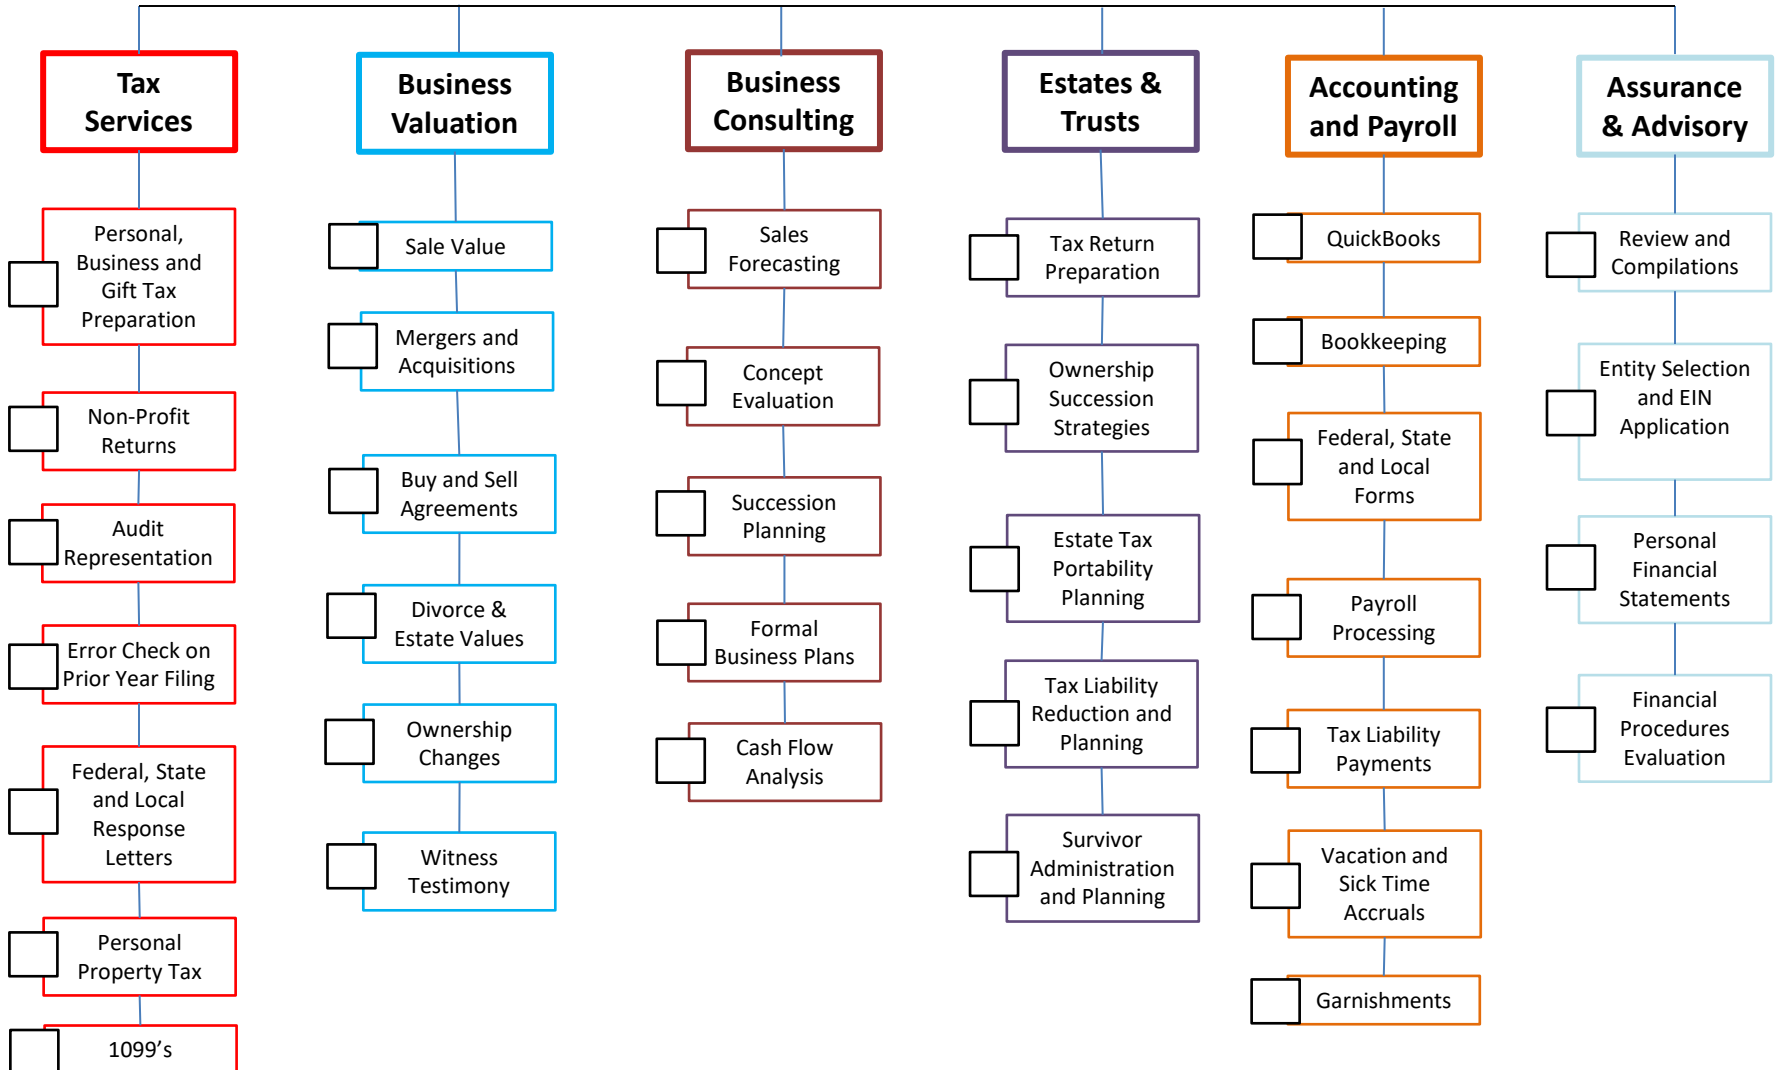 Tax
Services
Personal,
Business and
Gift Tax
Preparation
Non-Profit
Returns
Audit
Representation
Error Check on
Prior Year Filing
Federal, State
and Local
Response
Letters
Personal
Property Tax
1099’s
Business
Valuation
Sale Value
Mergers and
Acquisitions
Buy and Sell
Agreements
Divorce &
Estate Values
Ownership
Changes
Witness
Testimony
Business
Consulting
Sales
Forecasting
Concept
Evaluation
Succession
Planning
Formal
Business Plans
Cash Flow
Analysis
Estates &
Trusts
Tax Return
Preparation
Ownership
Succession
Strategies
Estate Tax
Portability
Planning
Tax Liability
Reduction and
Planning
Survivor
Administration
and Planning
Accounting
and Payroll
QuickBooks
Bookkeeping
Federal, State
and Local
Forms
Payroll
Processing
Tax Liability
Payments
Vacation and
Sick Time
Accruals
Garnishments
Assurance
& Advisory
Review and
Compilations
Entity Selection
and EIN
Application
Personal
Financial
Statements
Financial
Procedures
Evaluation